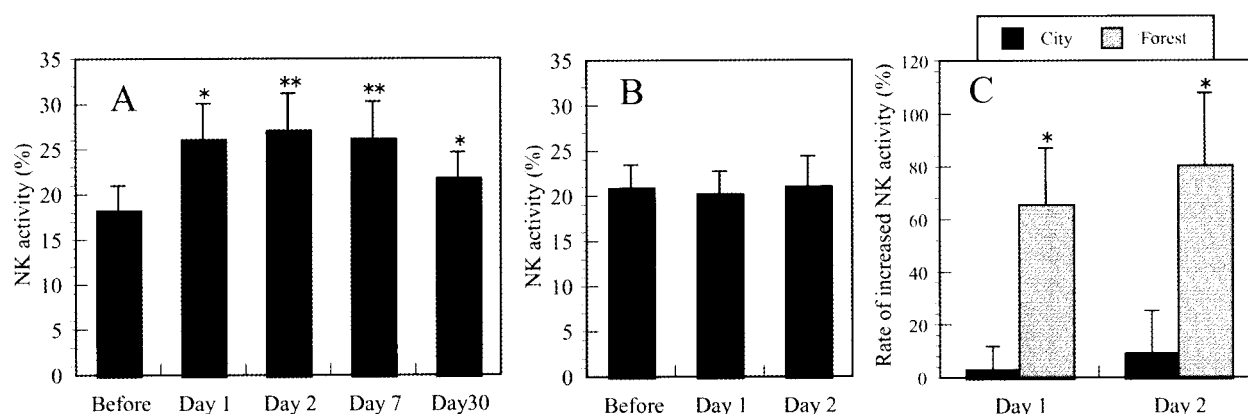 City Forest
A
NK activity (%)
35
30
25
20
15
10
5
0
* ** ** *
Before Day 1 Day 2 Day 7 Day30
B
NK activity (%)
35
30
25
20
15
10
5
0
Before Day 1 Day 2
C
Rate of increased NK activity (%)
120
100
80
60
40
20
0
* *
Day 1 Day 2